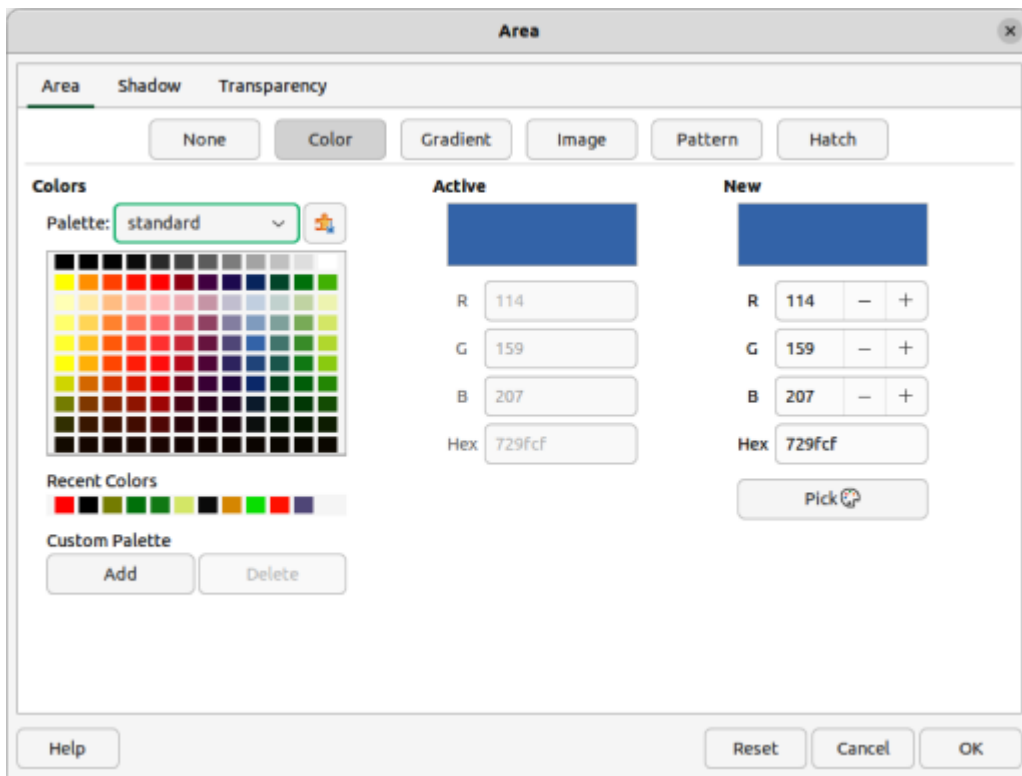 Area
Area Shadow Transparency
None Color Gradient Image Pattern Hatch
Colors Active New
Palette: standard
R 114 R 114 − +
G 159 G 159 − +
B 207 B 207 − +
Hex 729fcf Hex 729fcf
Recent Colors
Pick
Custom Palette
Add Delete
Help Reset Cancel OK